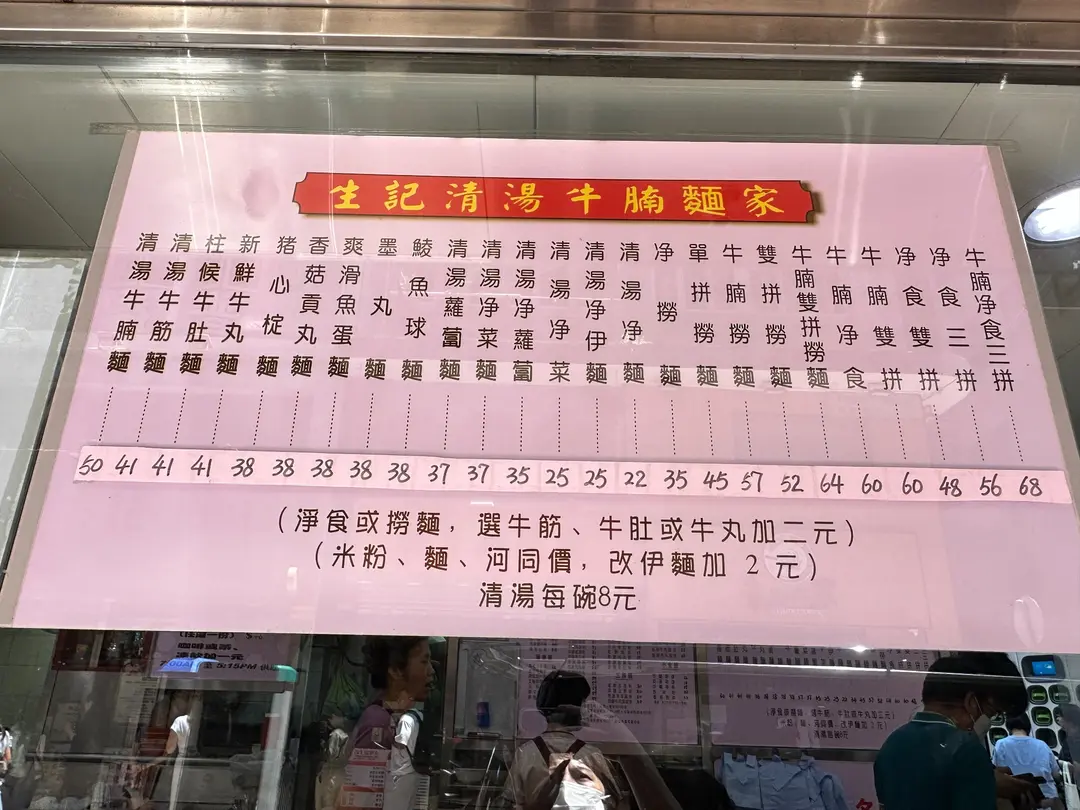 生記清湯牛腩麵家
清湯牛腩麵 50
清湯牛筋麵 41
柱候牛肚麵 41
新鮮牛丸麵 41
猪心椗麵 38
香菇貢丸麵 38
爽滑魚蛋麵 38
墨丸麵 38
鯪魚球麵 38
清湯蘿蔔麵 37
清湯净菜麵 37
清湯净蘿蔔 35
清湯净菜 25
清湯净伊麵 25
清湯净麵 22
净撈麵 35
單拼撈麵 45
牛腩撈麵 57
雙拼撈麵 52
牛腩雙拼撈麵 64
牛腩净食 60
牛腩雙拼 60
净食雙拼 48
净食三拼 56
牛腩净食三拼 68
（淨食或撈麵，選牛筋、牛肚或牛丸加二元）
（米粉、麵、河同價，改伊麵加 2 元）
清湯每碗8元